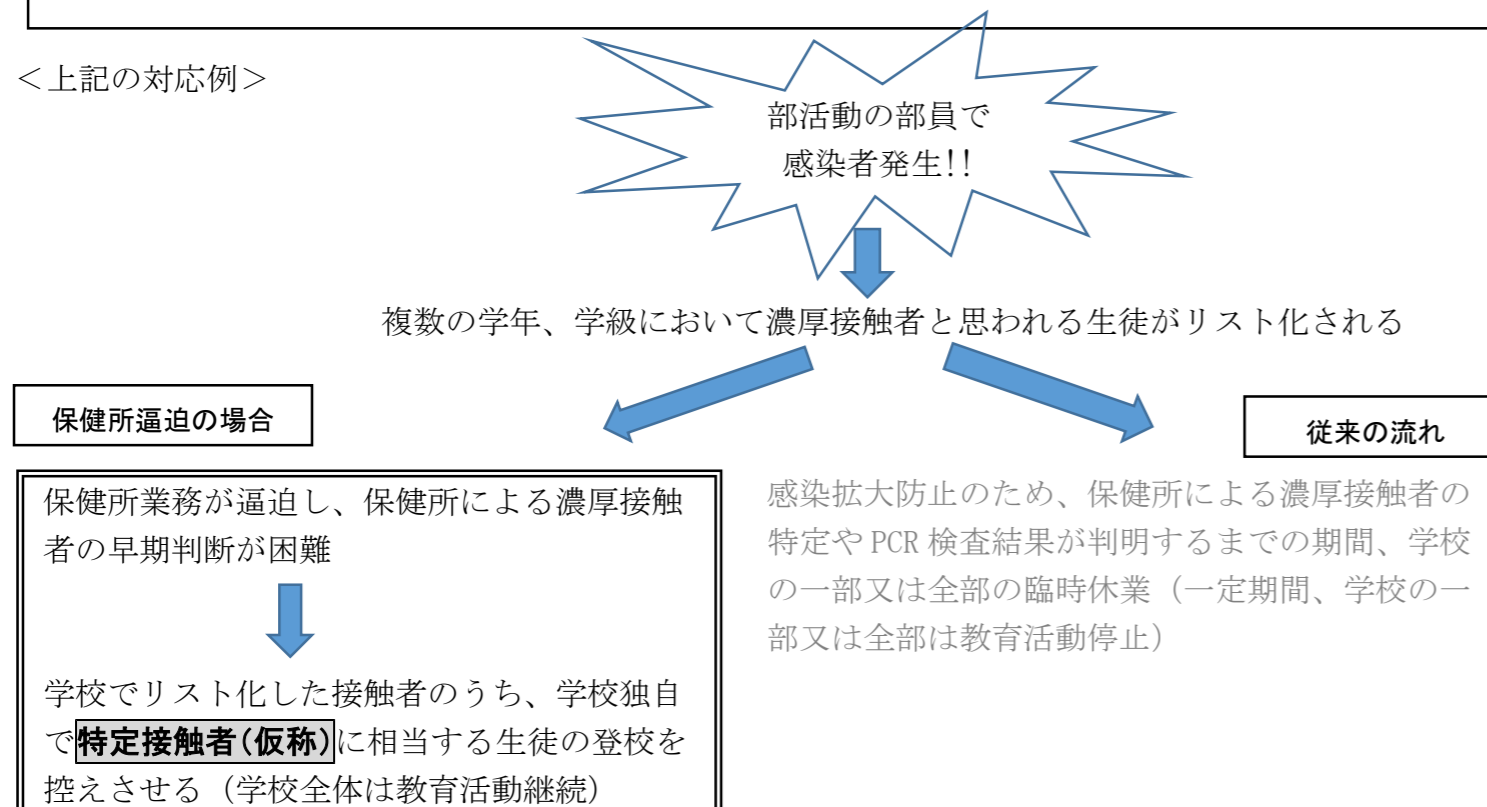 ＜上記の対応例＞
部活動の部員で
感染者発生!!
複数の学年、学級において濃厚接触者と思われる生徒がリスト化される
保健所逼迫の場合
従来の流れ
保健所業務が逼迫し、保健所による濃厚接触
者の早期判断が困難
学校でリスト化した接触者のうち、学校独自
で特定接触者(仮称)に相当する生徒の登校を
控えさせる（学校全体は教育活動継続）
感染拡大防止のため、保健所による濃厚接触者の
特定や PCR 検査結果が判明するまでの期間、学校
の一部又は全部の臨時休業（一定期間、学校の一
部又は全部は教育活動停止）